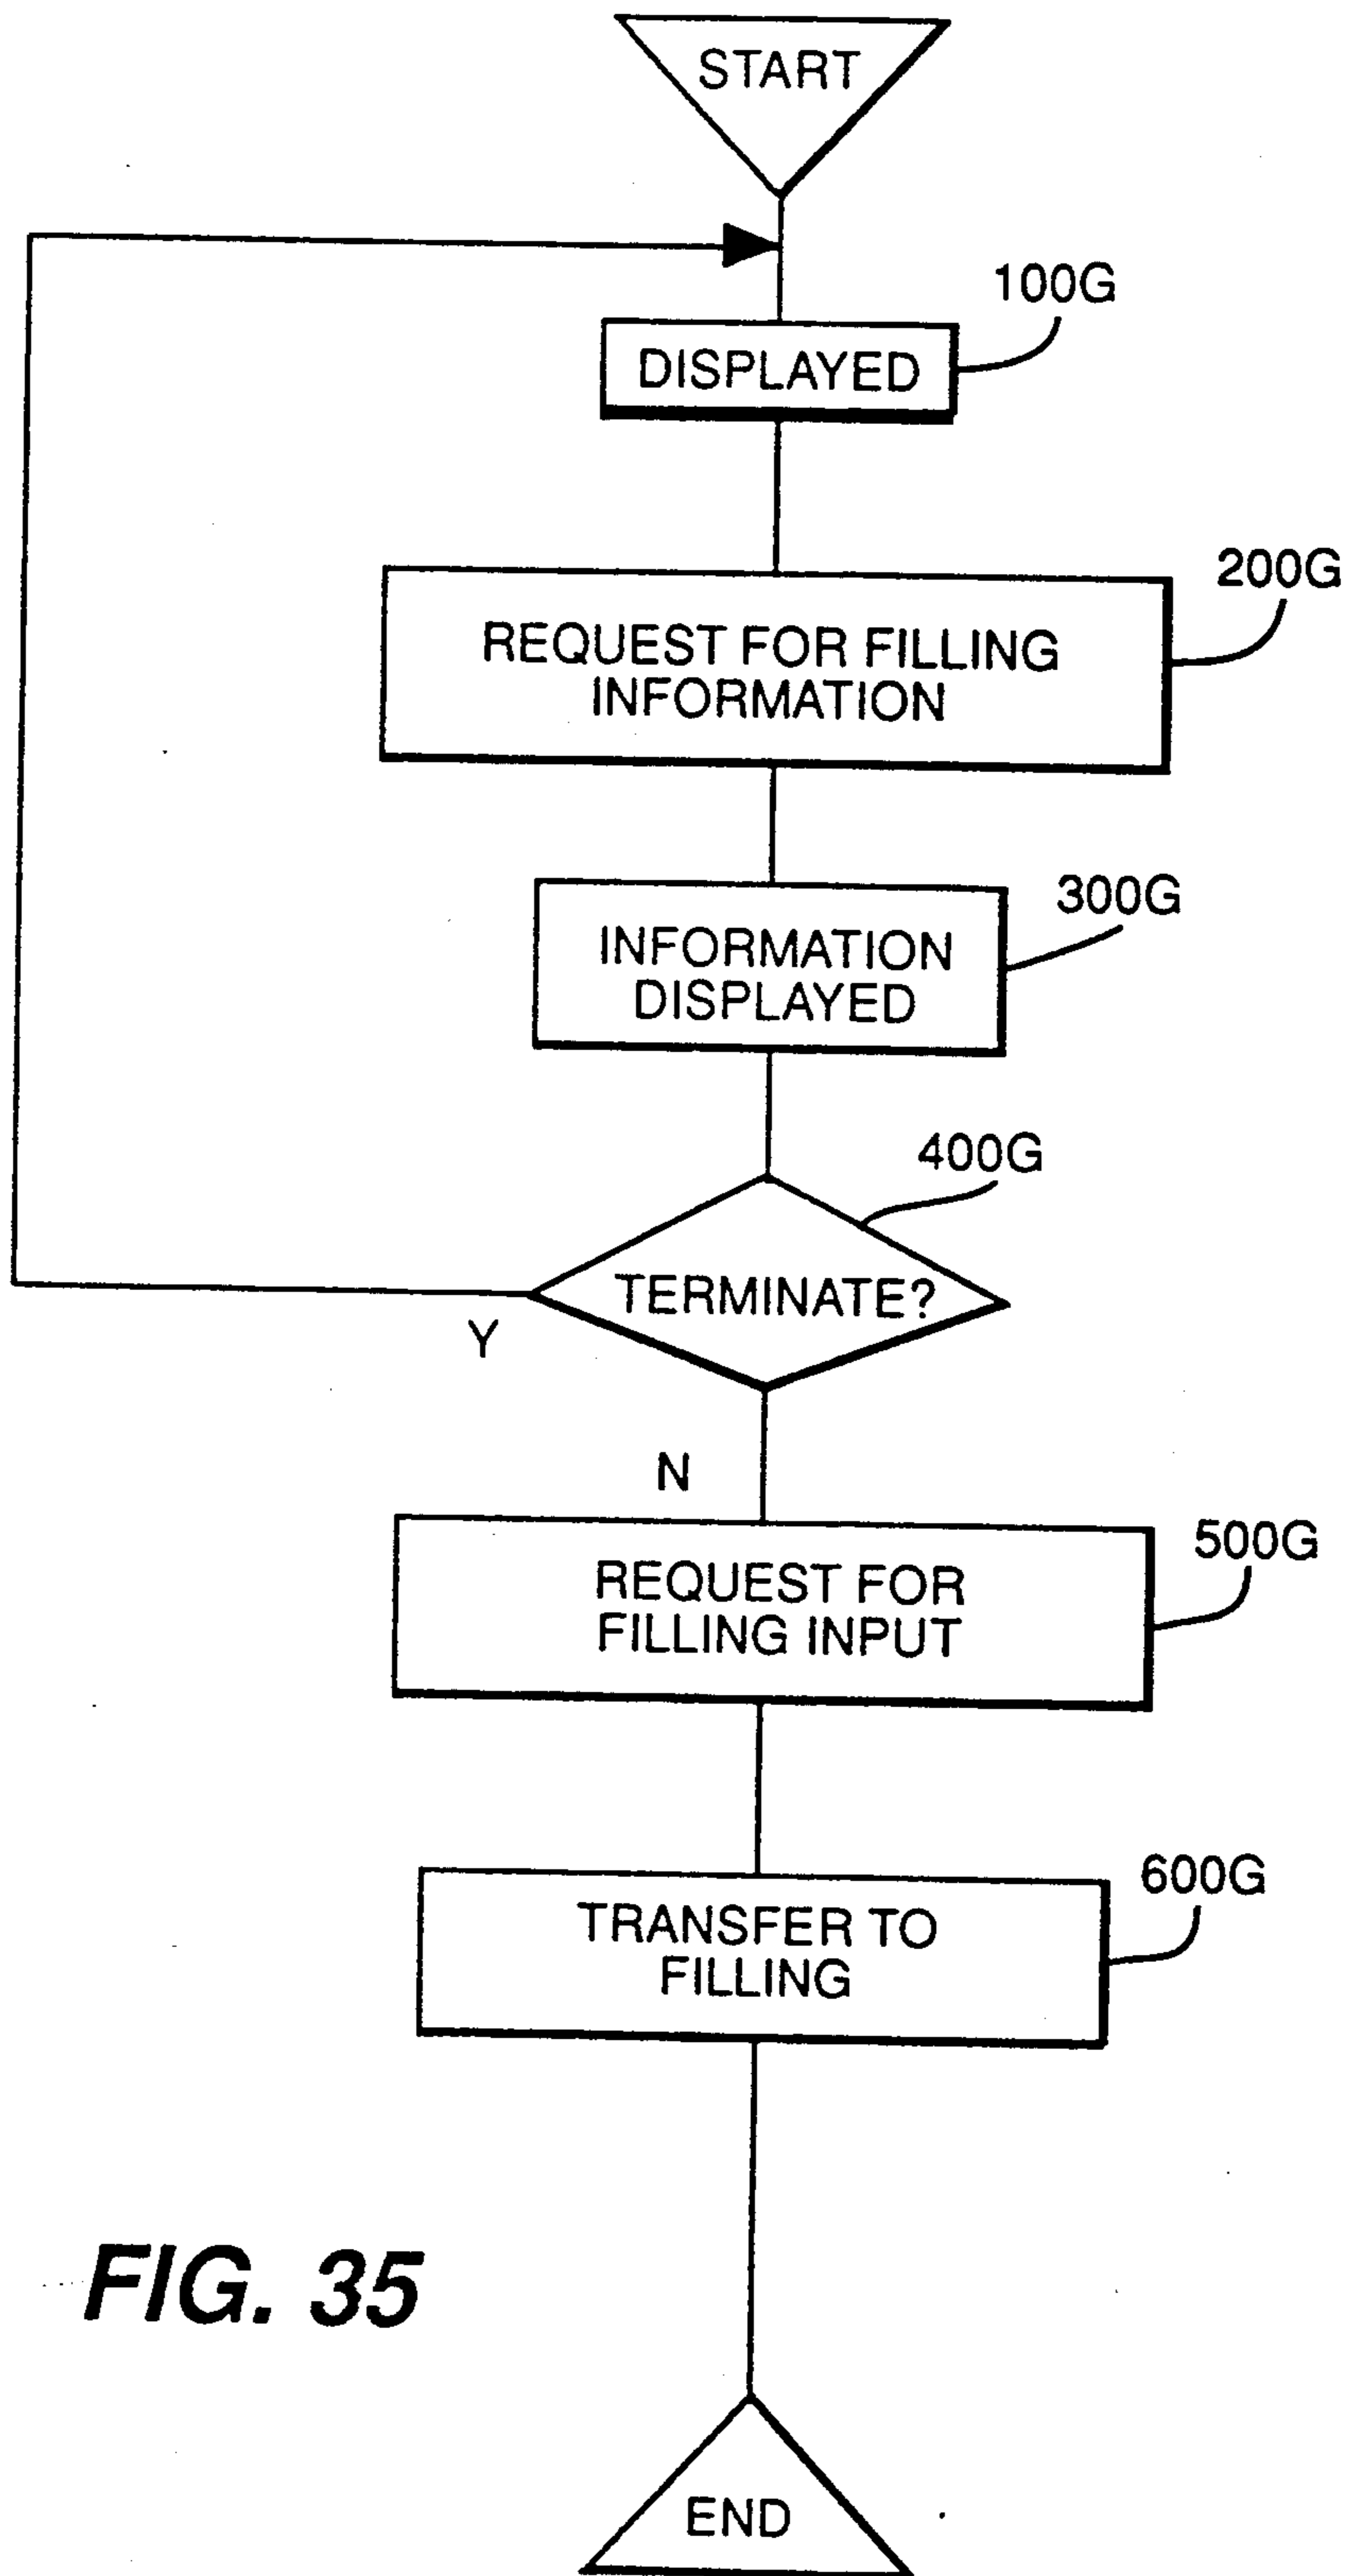 START
100G
DISPLAYED
200G
REQUEST FOR FILLING
INFORMATION
300G
INFORMATION
DISPLAYED
400G
TERMINATE?
Y
N
500G
REQUEST FOR
FILLING INPUT
600G
TRANSFER TO
FILLING
FIG. 35
END